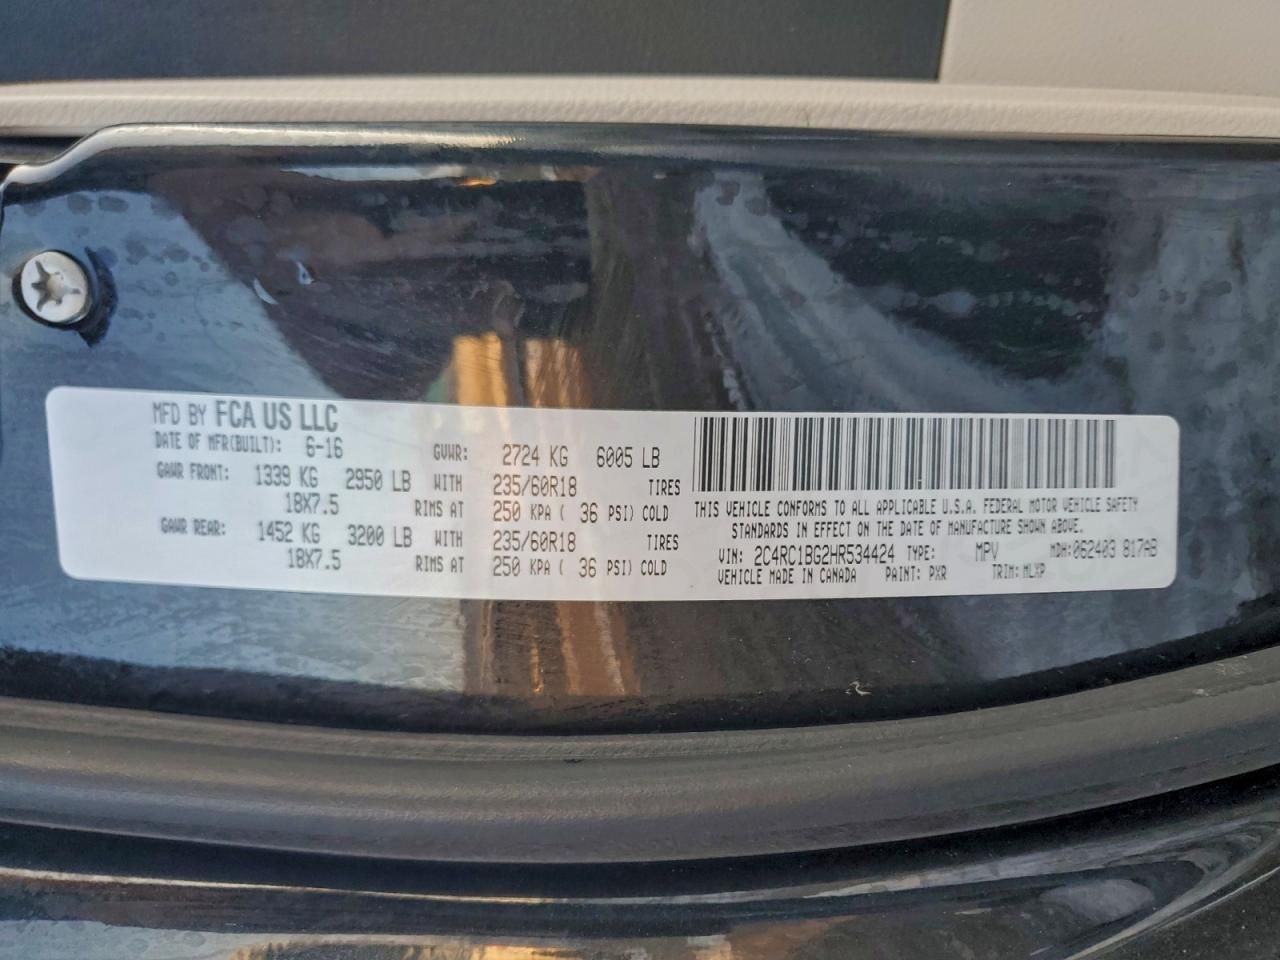 MFD BY FCA US LLC
DATE OF MFR(BUILT): 6-16 GVWR: 2724 KG 6005 LB
GAWR FRONT: 1339 KG 2950 LB WITH 235/60R18 TIRES
18X7.5 RIMS AT 250 KPA ( 36 PSI) COLD
GAWR REAR: 1452 KG 3200 LB WITH 235/60R18 TIRES
18X7.5 RIMS AT 250 KPA ( 36 PSI) COLD
THIS VEHICLE CONFORMS TO ALL APPLICABLE U.S.A. FEDERAL MOTOR VEHICLE SAFETY
STANDARDS IN EFFECT ON THE DATE OF MANUFACTURE SHOWN ABOVE.
VIN: 2C4RC1BG2HR534424 TYPE: MPV MDH:062403 817AB
VEHICLE MADE IN CANADA PAINT: PXR TRIM: MLXP